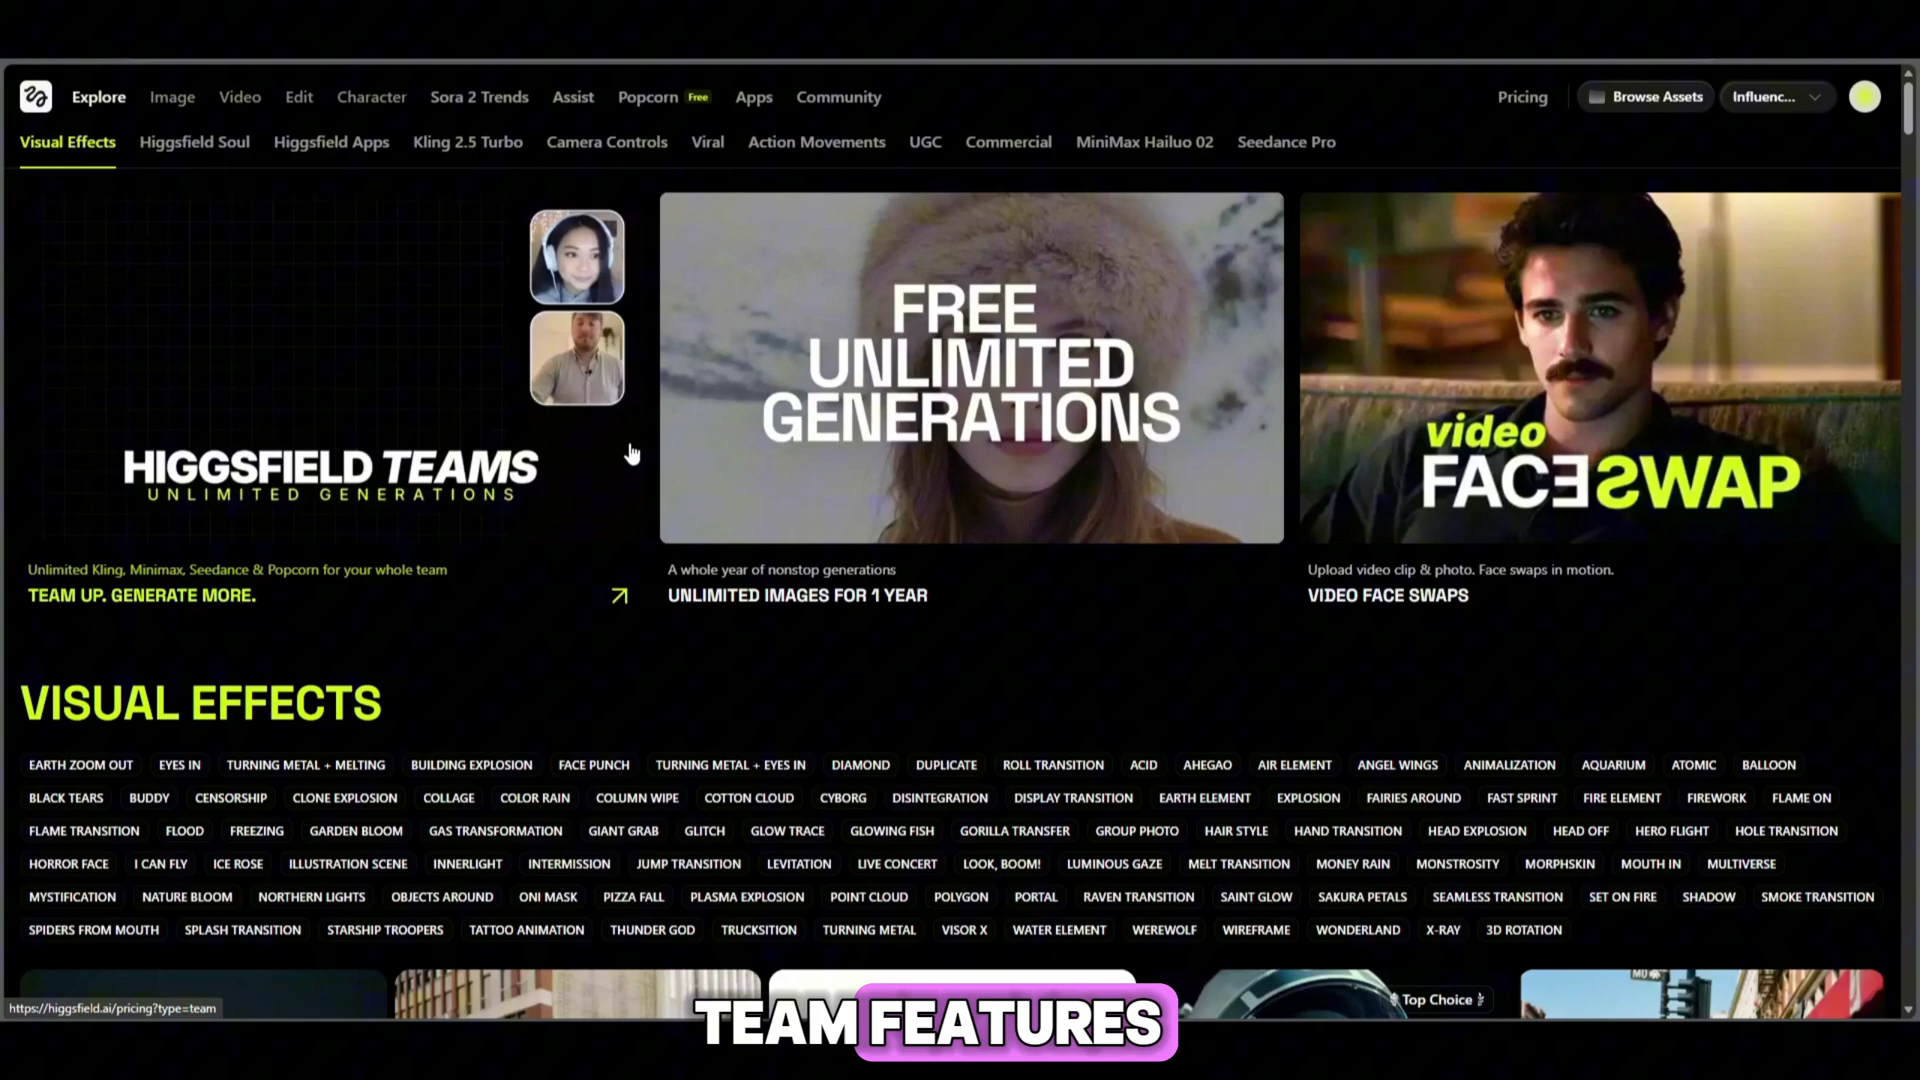 Explore Image Video Edit Character Sora 2 Trends Assist Popcorn Free Apps Community Pricing Browse Assets Influenc...
Visual Effects Higgsfield Soul Higgsfield Apps Kling 2.5 Turbo Camera Controls Viral Action Movements UGC Commercial MiniMax Hailuo 02 Seedance Pro
HIGGSFIELD TEAMS
UNLIMITED GENERATIONS
Unlimited Kling, Minimax, Seedance & Popcorn for your whole team
TEAM UP. GENERATE MORE.
FREE
UNLIMITED
GENERATIONS
A whole year of nonstop generations
UNLIMITED IMAGES FOR 1 YEAR
video
FACE SWAP
Upload video clip & photo. Face swaps in motion.
VIDEO FACE SWAPS
VISUAL EFFECTS
EARTH ZOOM OUT EYES IN TURNING METAL + MELTING BUILDING EXPLOSION FACE PUNCH TURNING METAL + EYES IN DIAMOND DUPLICATE ROLL TRANSITION ACID AHEGAO AIR ELEMENT ANGEL WINGS ANIMALIZATION AQUARIUM ATOMIC BALLOON
BLACK TEARS BUDDY CENSORSHIP CLONE EXPLOSION COLLAGE COLOR RAIN COLUMN WIPE COTTON CLOUD CYBORG DISINTEGRATION DISPLAY TRANSITION EARTH ELEMENT EXPLOSION FAIRIES AROUND FAST SPRINT FIRE ELEMENT FIREWORK FLAME ON
FLAME TRANSITION FLOOD FREEZING GARDEN BLOOM GAS TRANSFORMATION GIANT GRAB GLITCH GLOW TRACE GLOWING FISH GORILLA TRANSFER GROUP PHOTO HAIR STYLE HAND TRANSITION HEAD EXPLOSION HEAD OFF HERO FLIGHT HOLE TRANSITION
HORROR FACE I CAN FLY ICE ROSE ILLUSTRATION SCENE INNERLIGHT INTERMISSION JUMP TRANSITION LEVITATION LIVE CONCERT LOOK, BOOM! LUMINOUS GAZE MELT TRANSITION MONEY RAIN MONSTROSITY MORPHSKIN MOUTH IN MULTIVERSE
MYSTIFICATION NATURE BLOOM NORTHERN LIGHTS OBJECTS AROUND ONI MASK PIZZA FALL PLASMA EXPLOSION POINT CLOUD POLYGON PORTAL RAVEN TRANSITION SAINT GLOW SAKURA PETALS SEAMLESS TRANSITION SET ON FIRE SHADOW SMOKE TRANSITION
SPIDERS FROM MOUTH SPLASH TRANSITION STARSHIP TROOPERS TATTOO ANIMATION THUNDER GOD TRUCKSITION TURNING METAL VISOR X WATER ELEMENT WEREWOLF WIREFRAME WONDERLAND X-RAY 3D ROTATION
Top Choice
https://higgsfield.ai/pricing?type=team
TEAM FEATURES